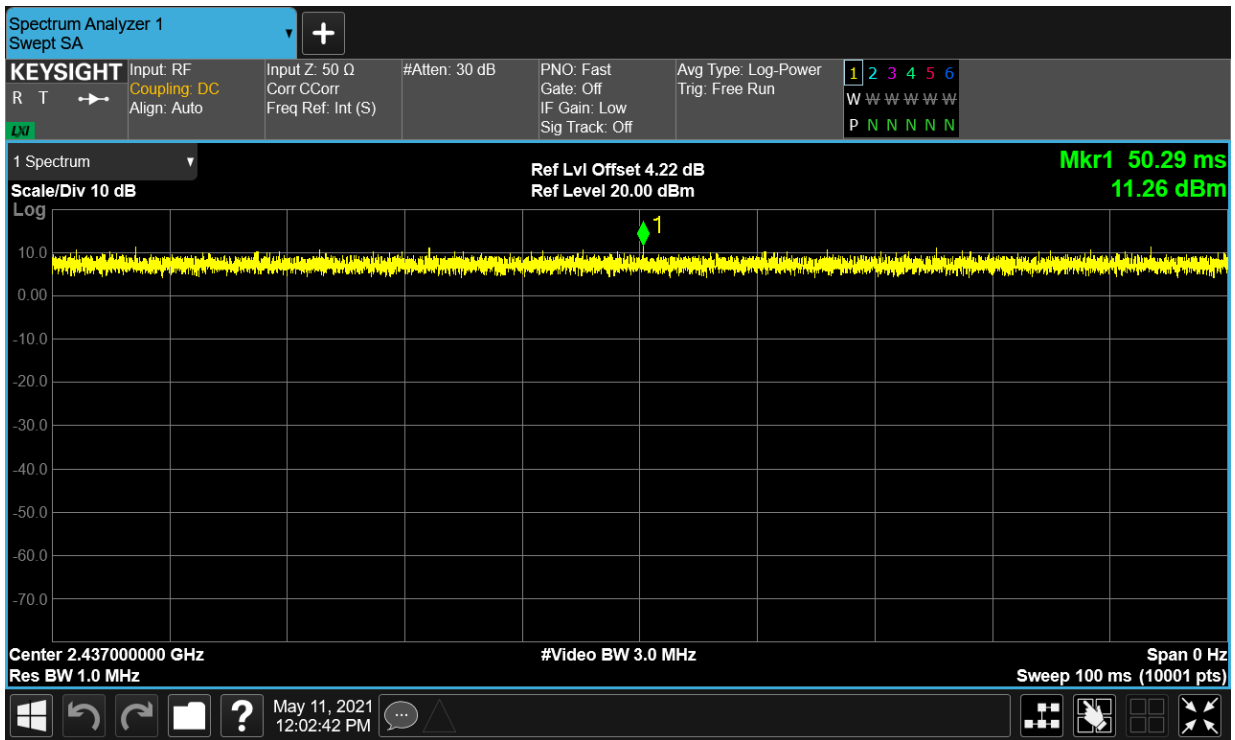 Spectrum Analyzer 1
Swept SA
KEYSIGHT
R T
LXI
Input: RF
Coupling: DC
Align: Auto
Input Z: 50 Ω
Corr CCorr
Freq Ref: Int (S)
#Atten: 30 dB
PNO: Fast
Gate: Off
IF Gain: Low
Sig Track: Off
Avg Type: Log-Power
Trig: Free Run
1 2 3 4 5 6
W W W W W W
P N N N N N
1 Spectrum
Scale/Div 10 dB
Log
Ref Lvl Offset 4.22 dB
Ref Level 20.00 dBm
Mkr1 50.29 ms
11.26 dBm
1
10.0
0.00
-10.0
-20.0
-30.0
-40.0
-50.0
-60.0
-70.0
Center 2.437000000 GHz
Res BW 1.0 MHz
#Video BW 3.0 MHz
Span 0 Hz
Sweep 100 ms (10001 pts)
?
May 11, 2021
12:02:42 PM